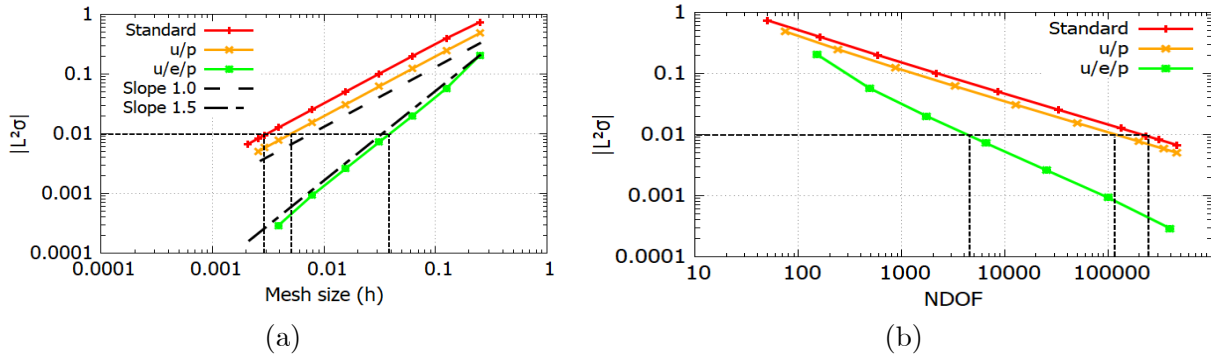 1
0.1
0.01
0.001
0.0001
|L²σ|
Standard
u/p
u/e/p
Slope 1.0
Slope 1.5
0.0001 0.001 0.01 0.1 1
Mesh size (h)
(a)
1
0.1
0.01
0.001
0.0001
|L²σ|
Standard
u/p
u/e/p
10 100 1000 10000 100000
NDOF
(b)